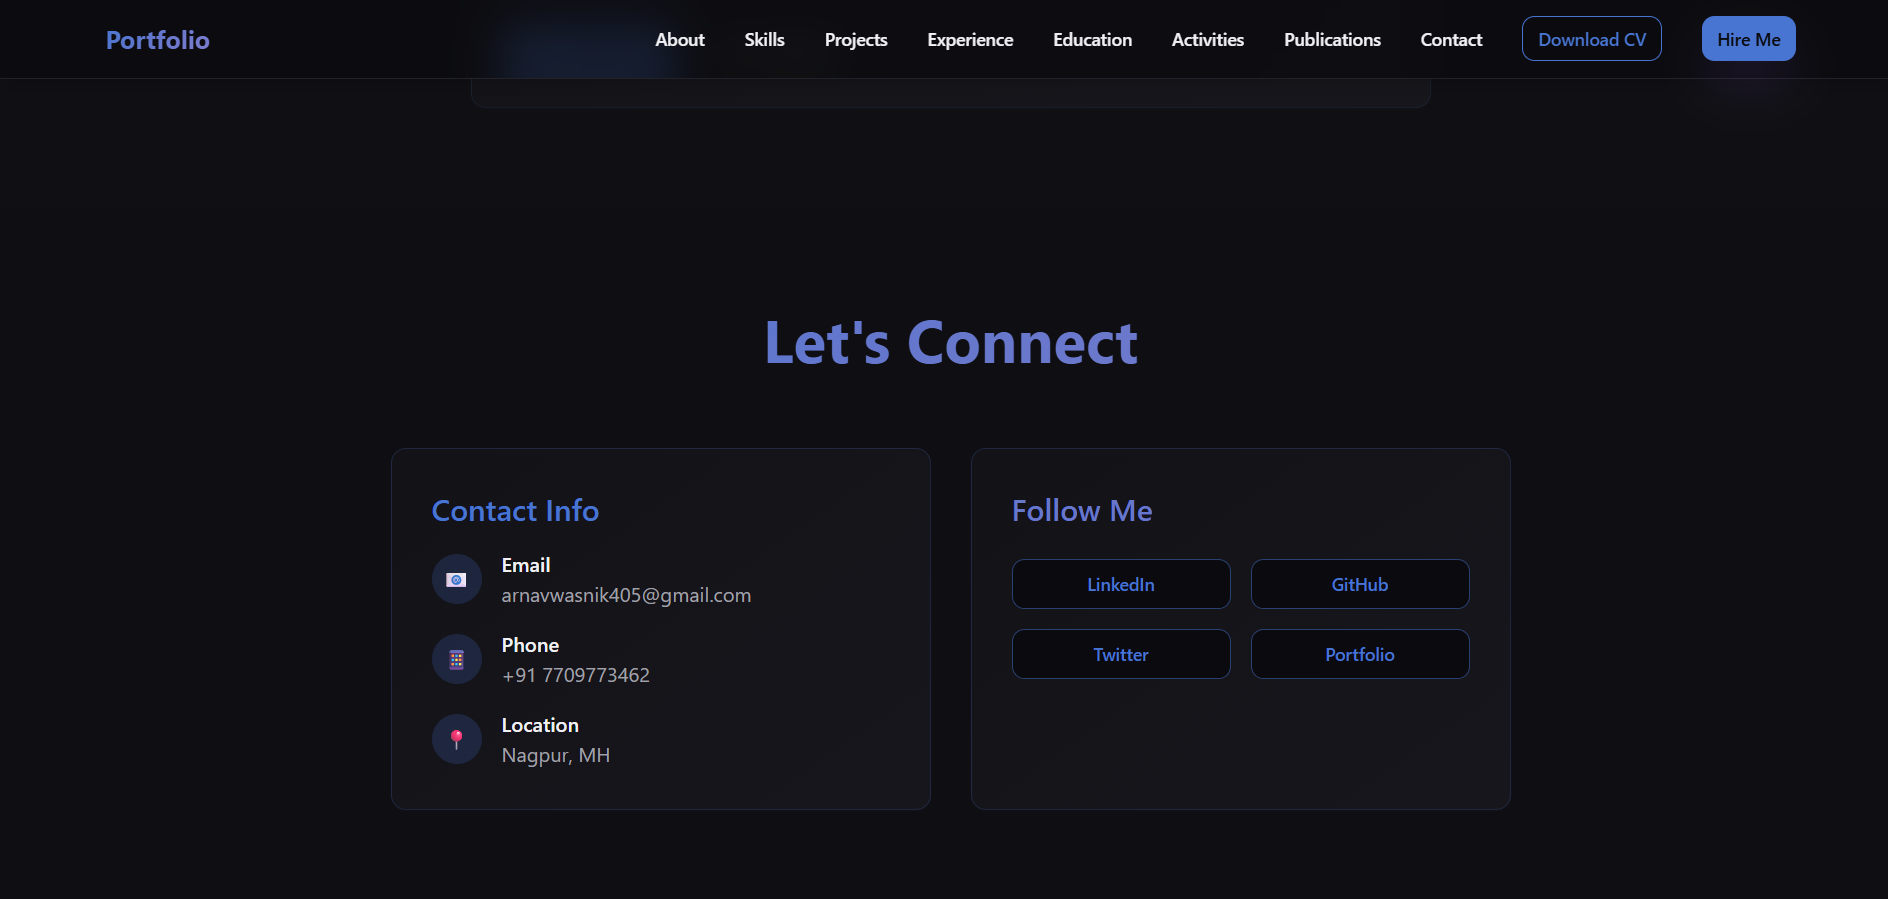 Portfolio About Skills Projects Experience Education Activities Publications Contact Download CV Hire Me
Let's Connect
Contact Info
Email
arnavwasnik405@gmail.com
Phone
+91 7709773462
Location
Nagpur, MH
Follow Me
LinkedIn GitHub
Twitter Portfolio